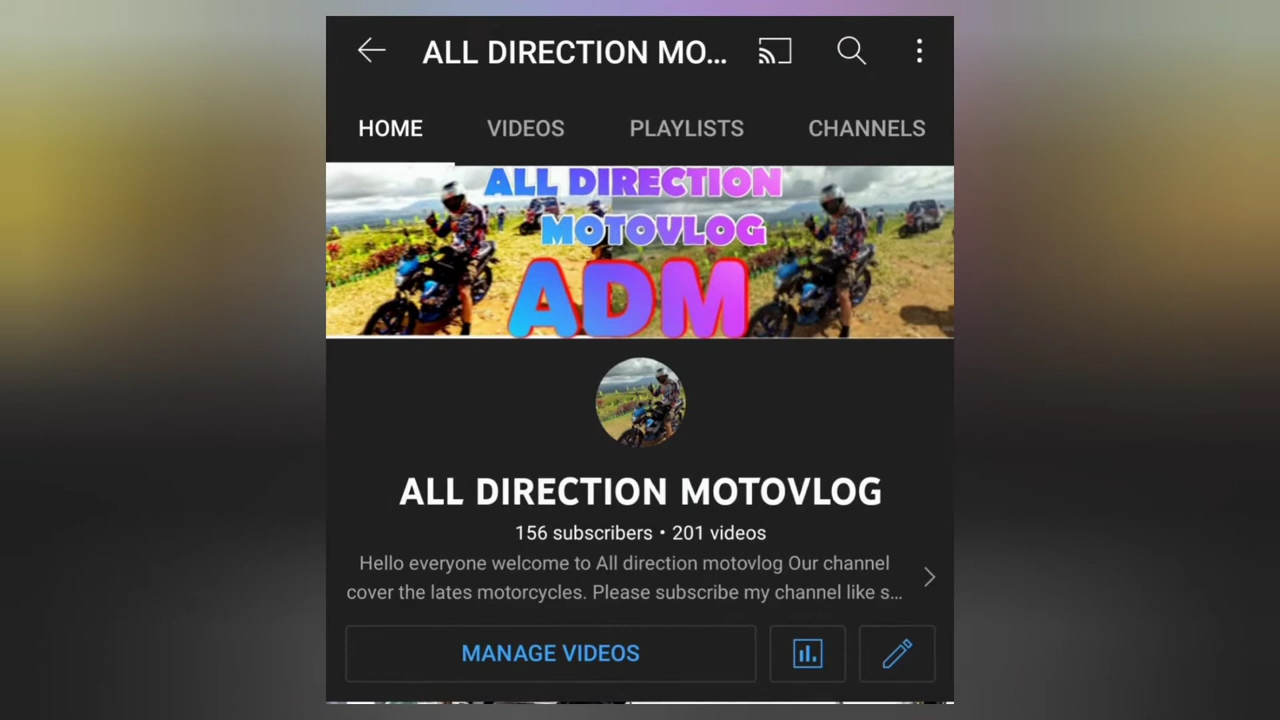 ALL DIRECTION MO...
HOME VIDEOS PLAYLISTS CHANNELS
ALL DIRECTION
MOTOVLOG
ADM
ALL DIRECTION MOTOVLOG
156 subscribers • 201 videos
Hello everyone welcome to All direction motovlog Our channel
cover the lates motorcycles. Please subscribe my channel like s...
MANAGE VIDEOS